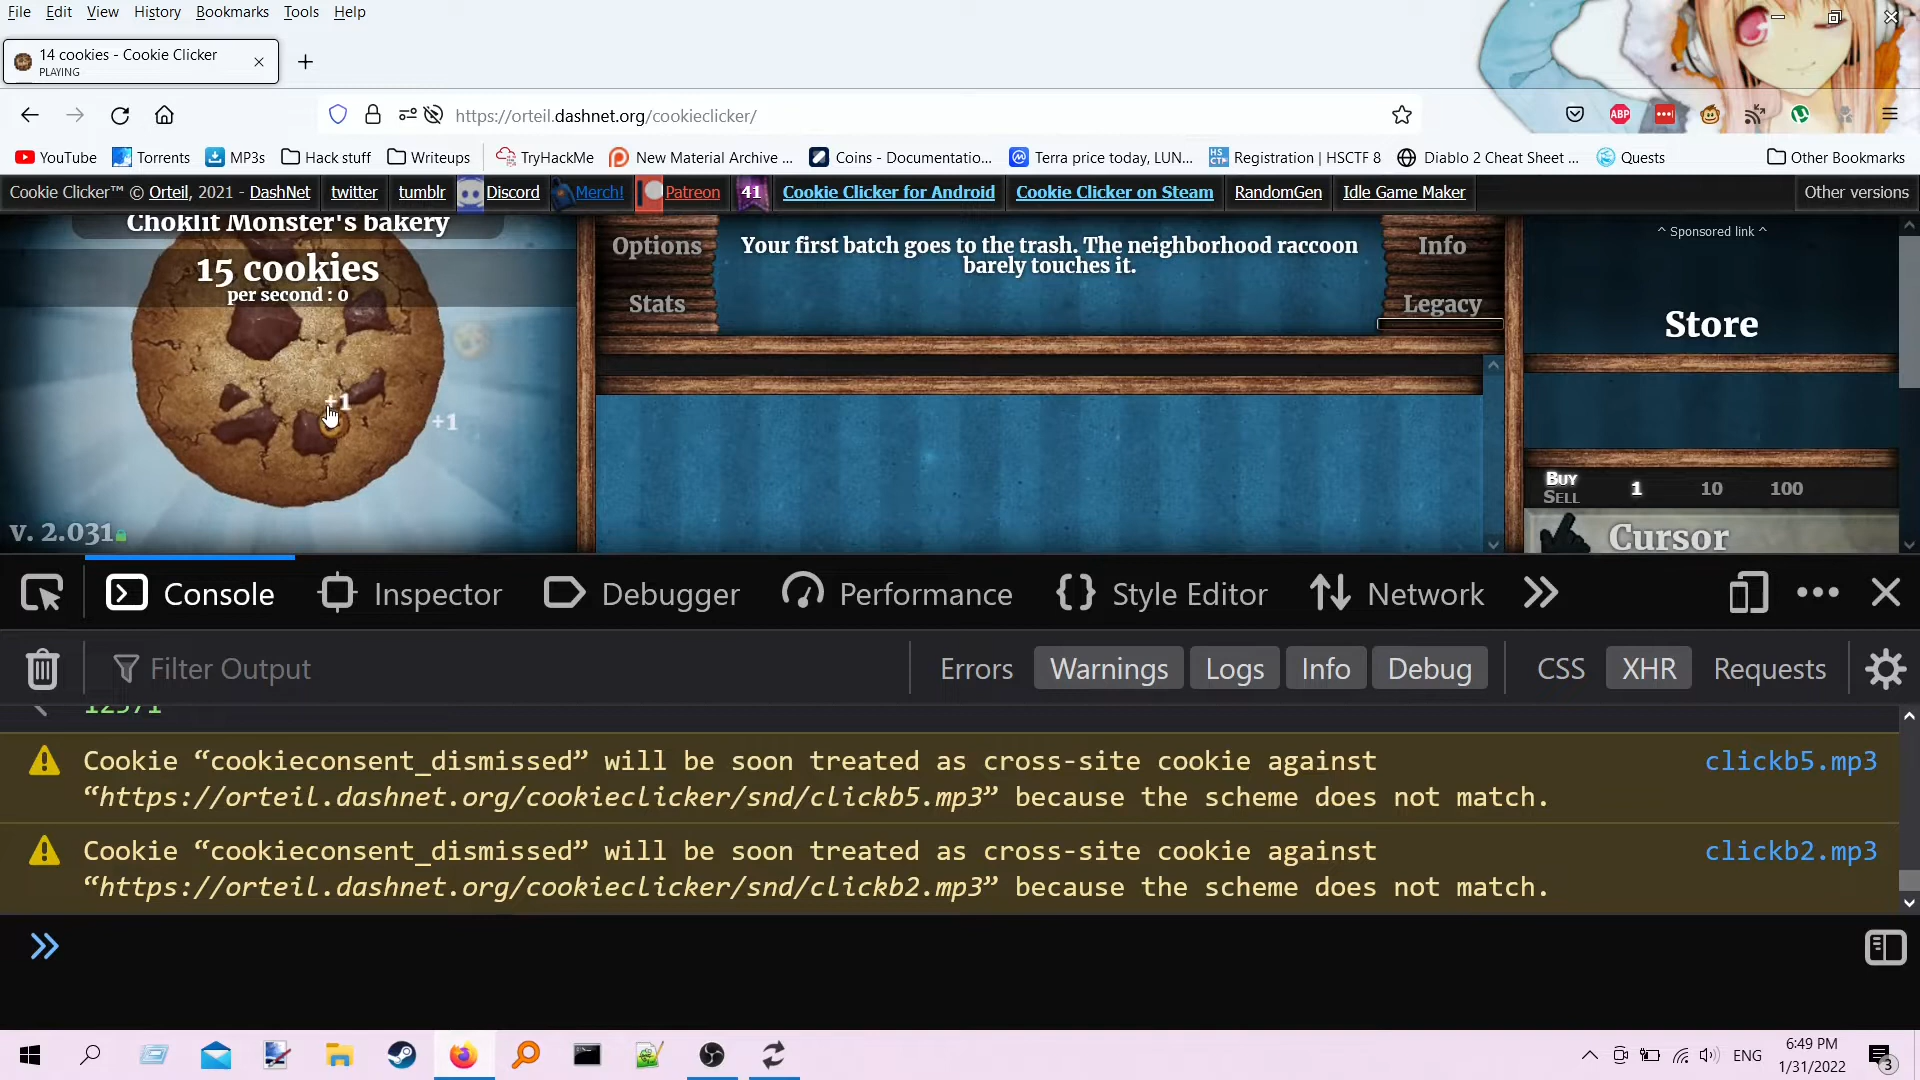 File Edit View History Bookmarks Tools Help
14 cookies - Cookie Clicker
PLAYING
https://orteil.dashnet.org/cookieclicker/
ABP
YouTube Torrents MP3s Hack stuff Writeups TryHackMe New Material Archive ... Coins - Documentatio... Terra price today, LUN... HS CT Registration | HSCTF 8 Diablo 2 Cheat Sheet ... Quests Other Bookmarks
Cookie Clicker™ © Orteil, 2021 - DashNet twitter tumblr Discord Merch! Patreon 41 Cookie Clicker for Android Cookie Clicker on Steam RandomGen Idle Game Maker Other versions
Choklit Monster's bakery
15 cookies
per second : 0
+1
+1
v. 2.031
Options
Stats
Your first batch goes to the trash. The neighborhood raccoon
barely touches it.
Info
Legacy
^ Sponsored link ^
Store
BUY
SELL
1 10 100
Cursor
Console Inspector Debugger Performance Style Editor Network
Filter Output Errors Warnings Logs Info Debug CSS XHR Requests
Cookie “cookieconsent_dismissed” will be soon treated as cross-site cookie against clickb5.mp3
“https://orteil.dashnet.org/cookieclicker/snd/clickb5.mp3” because the scheme does not match.
Cookie “cookieconsent_dismissed” will be soon treated as cross-site cookie against clickb2.mp3
“https://orteil.dashnet.org/cookieclicker/snd/clickb2.mp3” because the scheme does not match.
ENG
6:49 PM
1/31/2022
3